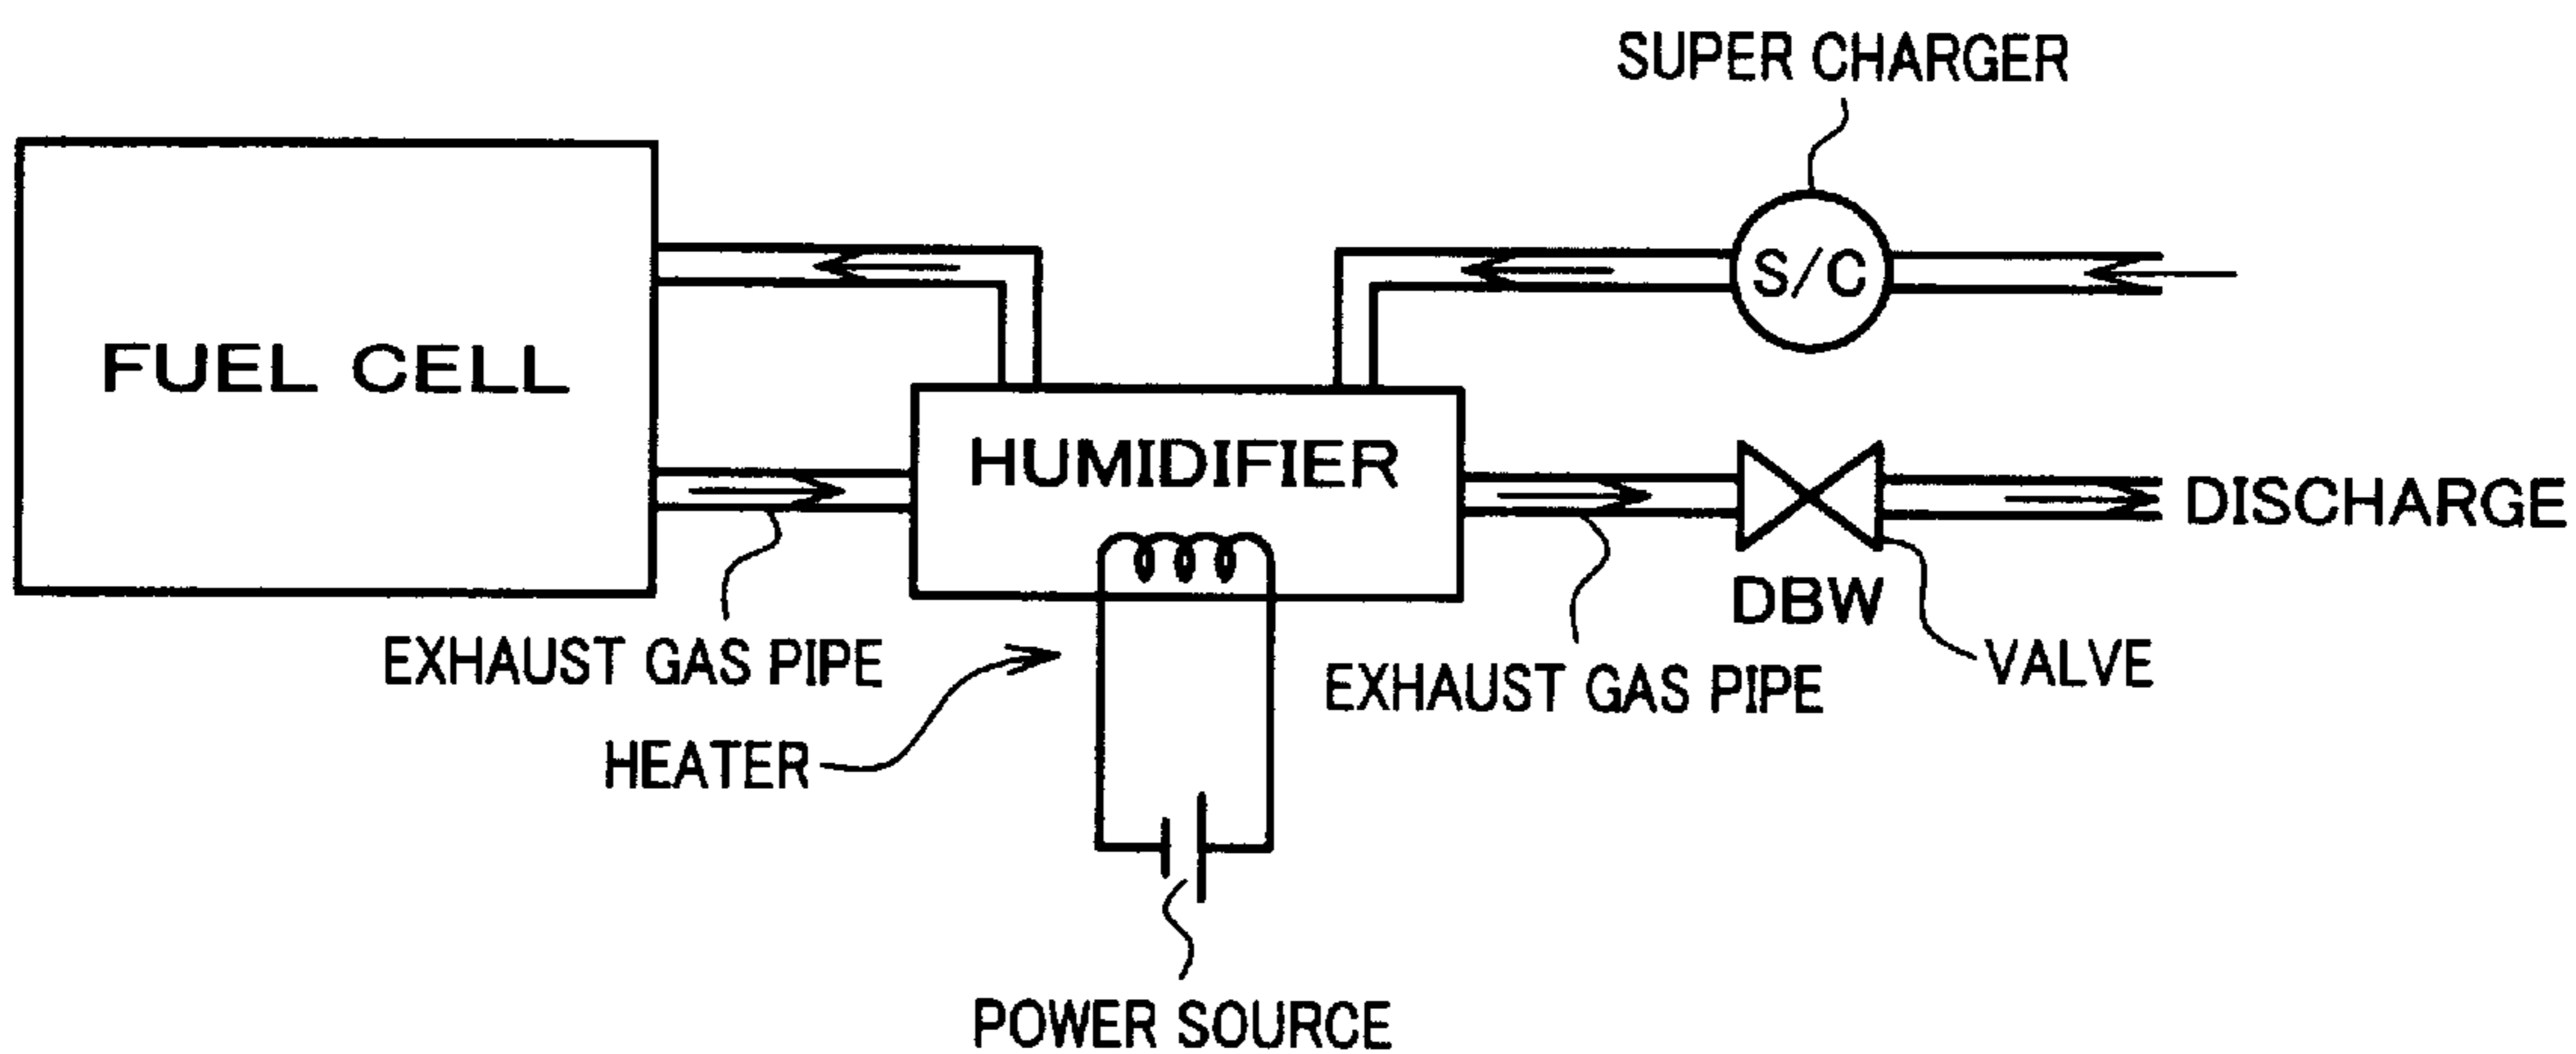 SUPER CHARGER
S/C
FUEL CELL
HUMIDIFIER
DISCHARGE
DBW
EXHAUST GAS PIPE
VALVE
EXHAUST GAS PIPE
HEATER
POWER SOURCE